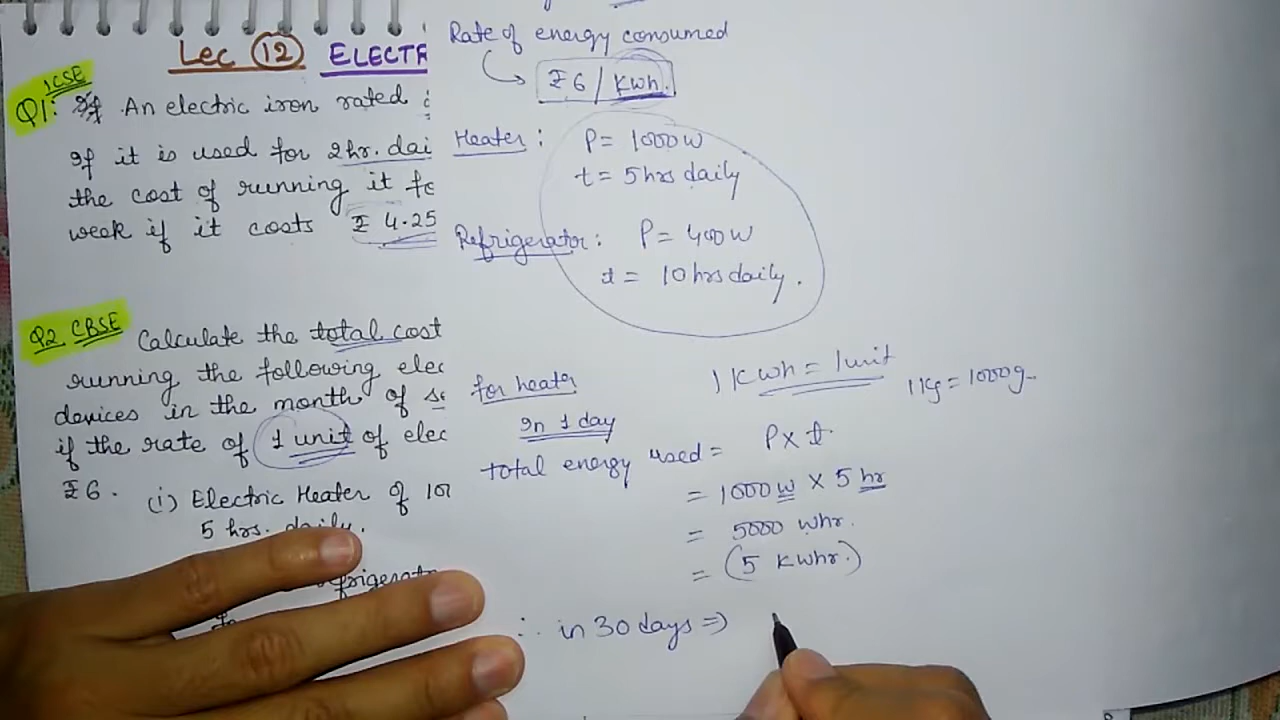 Lec 12 ELECTR
ICSE
Q1: An electric iron rated
If it is used for 2hr. dai
the cost of running it fo
week if it costs ₹ 4.25
Q2 CBSE Calculate the total cost
running the following elec
devices in the month of se
if the rate of 1 unit of elec
₹6. (i) Electric Heater of 10
5 hrs. daily.
frigerato
Rate of energy consumed
₹6 / Kwh.
Heater: P = 1000W
t = 5hrs daily
Refrigerator: P = 400W
t = 10 hrs daily.
1 Kwh = 1unit
1 Kg = 1000g
for heater
In 1 day
total energy used = P x t
= 1000 W x 5 hr
= 5000 Whr.
= (5 KWhr.)
∴ in 30 days ⇒